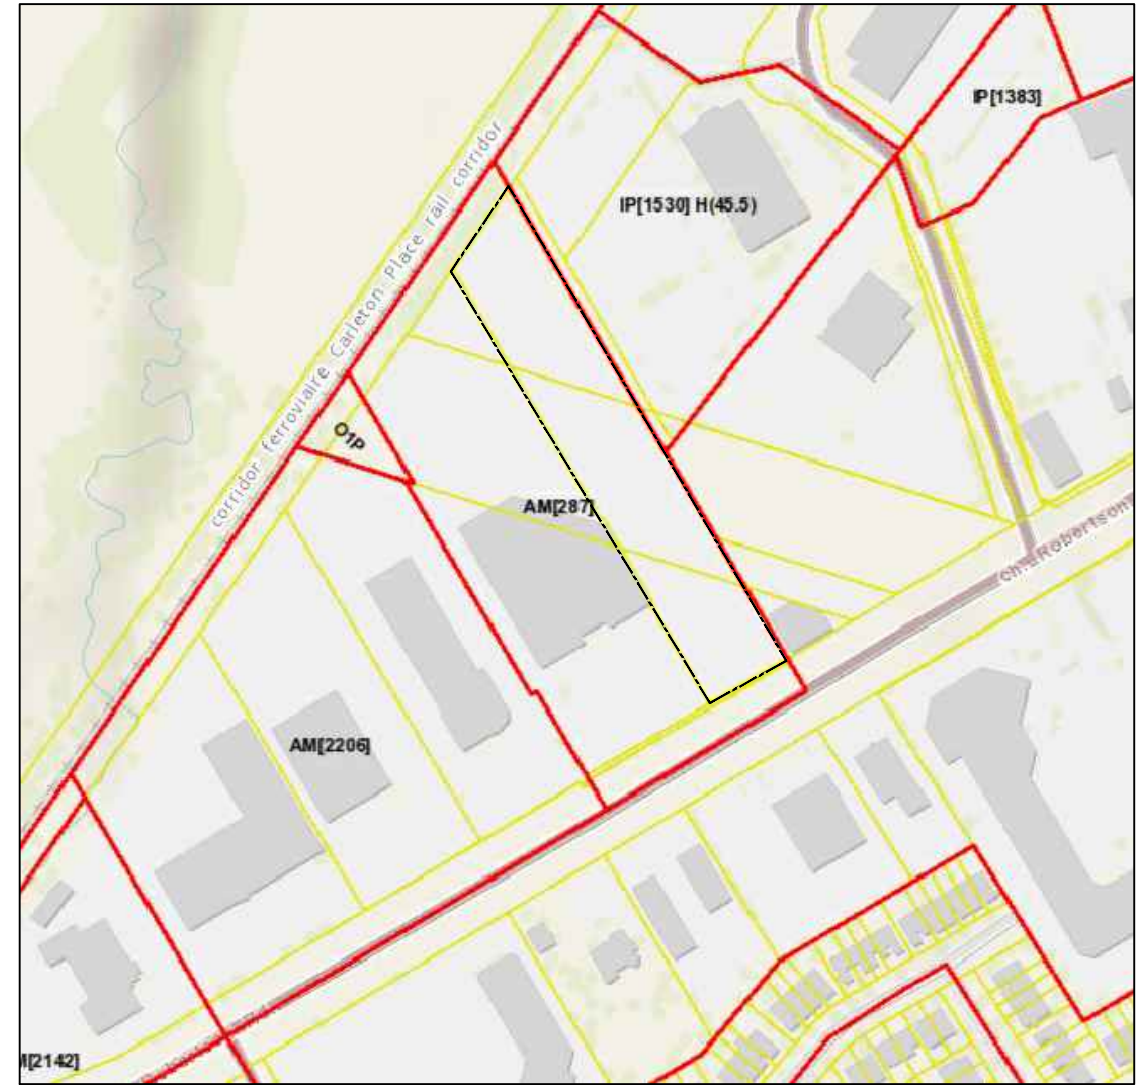 IP[1383]
corridor ferroviaire Carleton Place rail corridor
IP[1530] H(45.5)
O1P
AM[287]
Ch. Robertson
AM[2206]
M[2142]